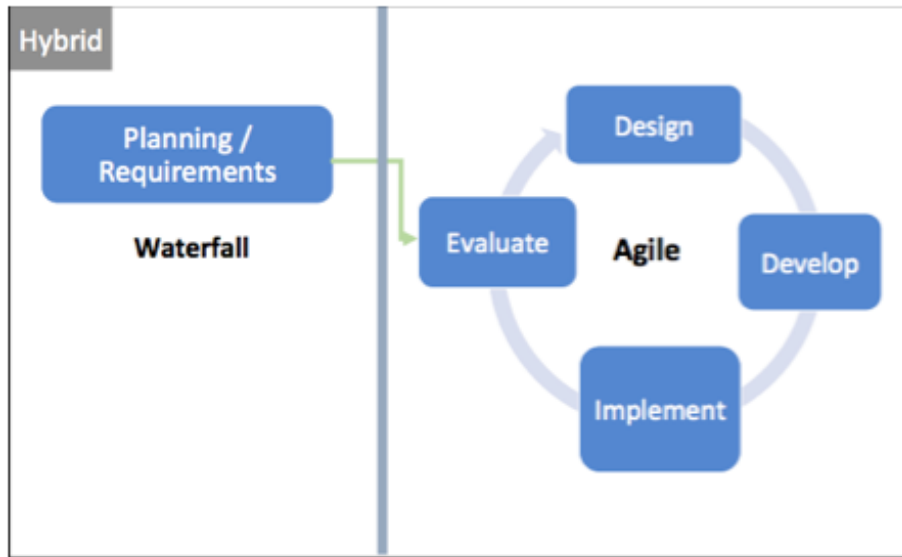 Hybrid
Planning /
Requirements
Waterfall
Design
Evaluate
Agile
Develop
Implement